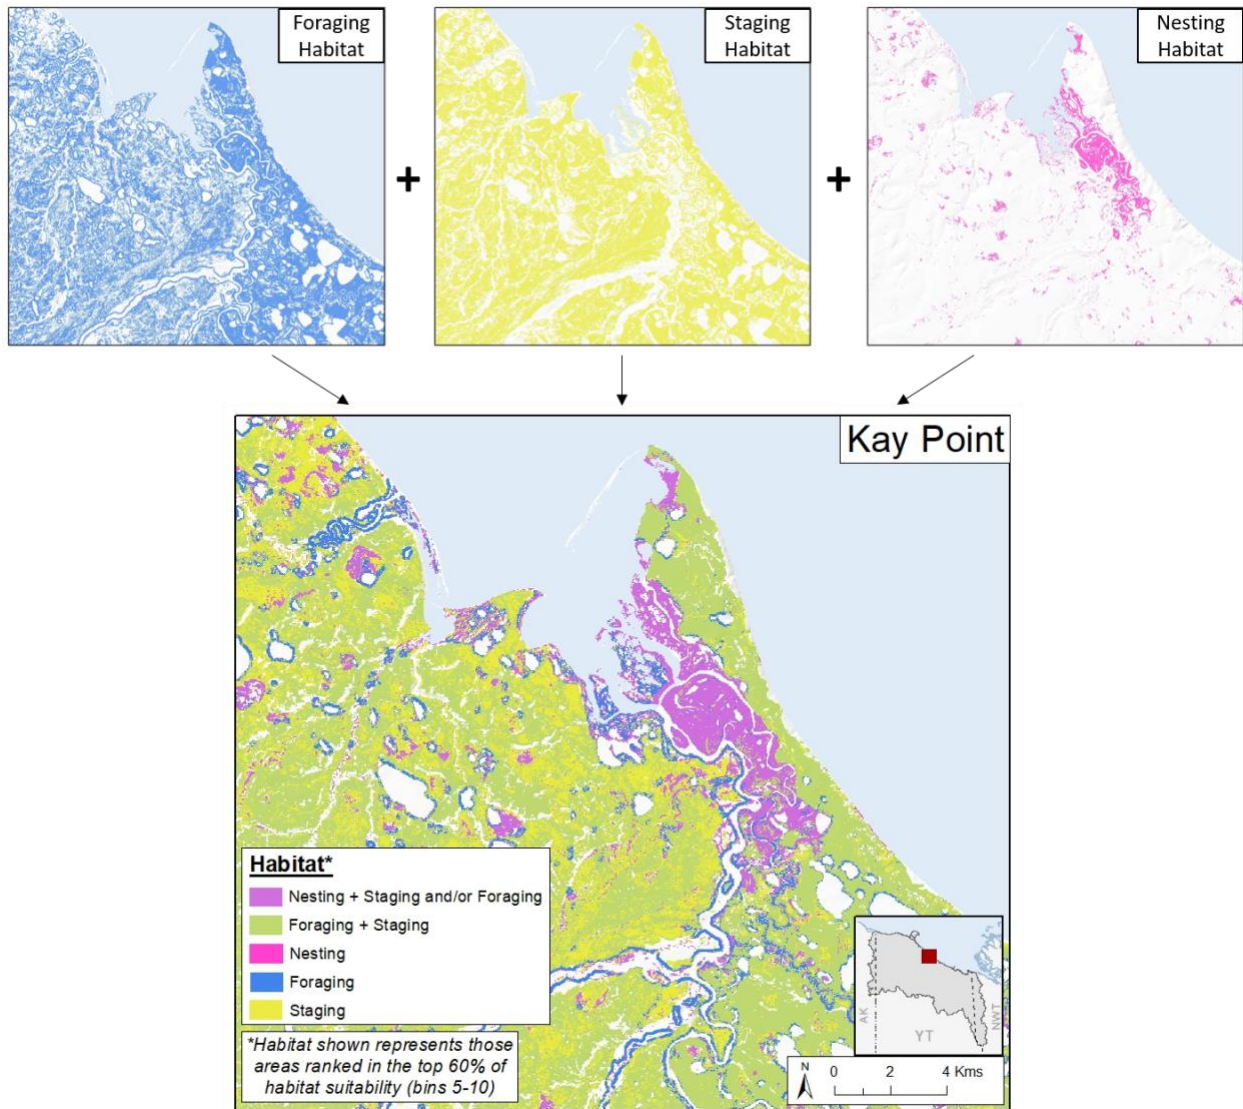 Foraging
Habitat
Staging
Habitat
Nesting
Habitat
+
+
Kay Point
Habitat*
Nesting + Staging and/or Foraging
Foraging + Staging
Nesting
Foraging
Staging
*Habitat shown represents those
areas ranked in the top 60% of
habitat suitability (bins 5-10)
AK
YT
NWT
N
0 2 4 Kms